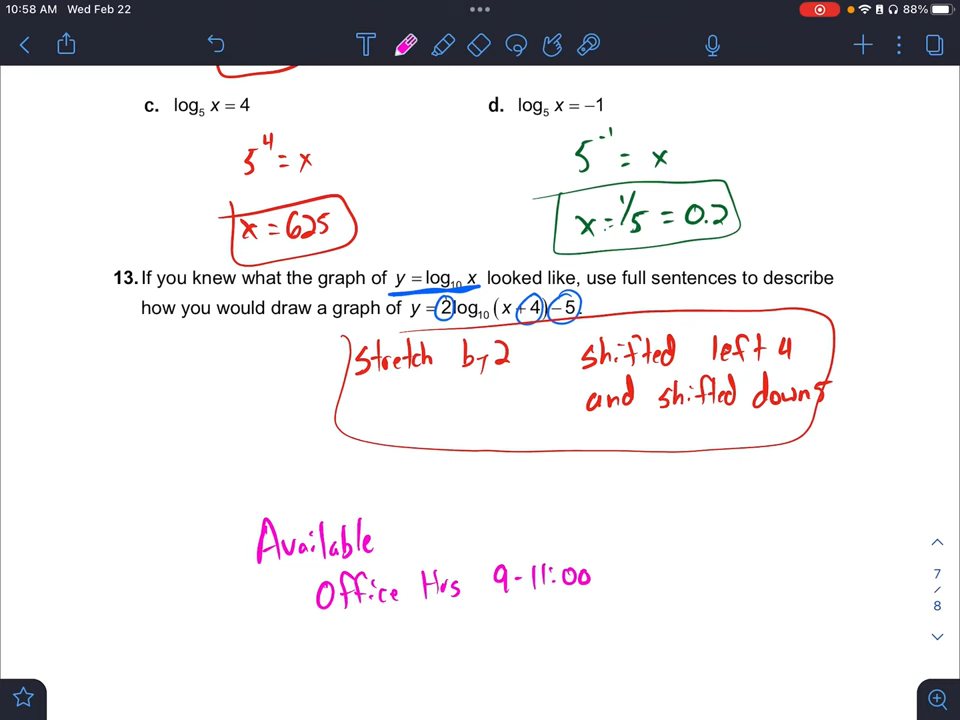 10:58 AM Wed Feb 22
88%
c. log₅ x = 4
d. log₅ x = −1
5⁴ = x
5⁻¹ = x
x = 625
x = 1/5 = 0.2
13. If you knew what the graph of y = log₁₀ x looked like, use full sentences to describe
how you would draw a graph of y = 2log₁₀ (x + 4) − 5.
Stretch by 2
shifted left 4
and shifted down 5
Available
Office Hrs 9-11:00
7
/
8